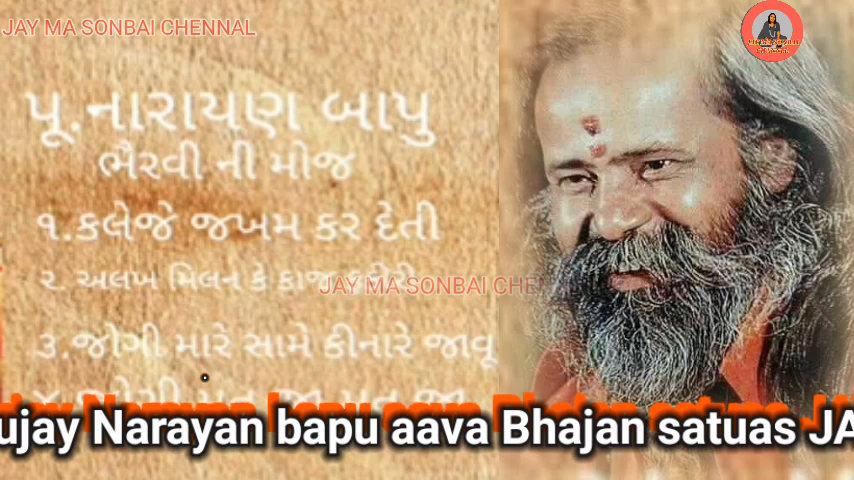 JAY MA SONBAI CHENNAL
પૂ.નારાયણ બાપુ
ભૈરવી ની મોજ
૧.કલેજે જખમ કર દેતી
૨. અલખ મિલન કે કાજ
JAY MA SONBAI CHEN
૩.જોગી મારે સામે કીનારે જાવૂ
ujay Narayan bapu aava Bhajan satuas JA